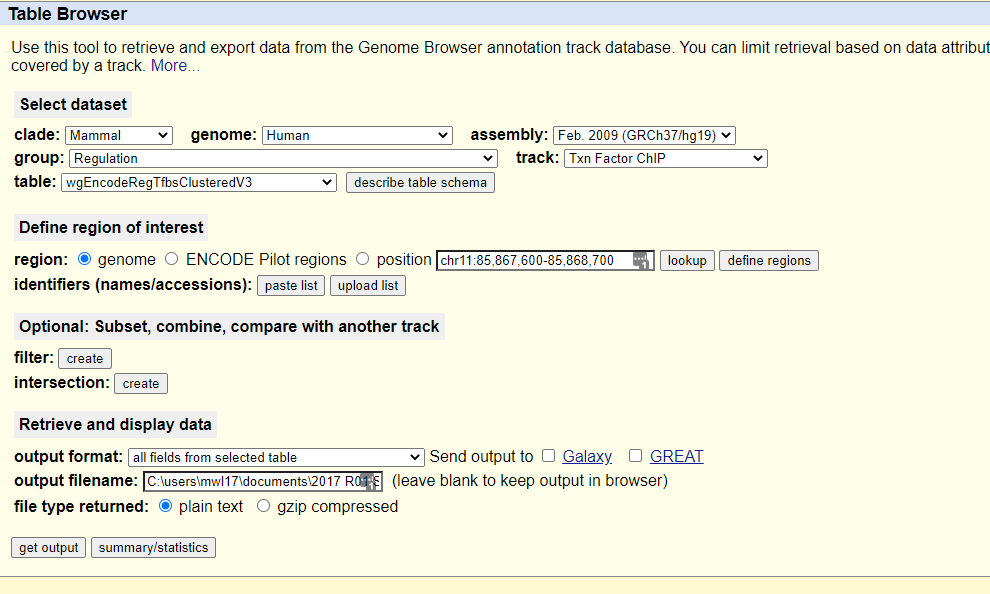 Table Browser
Use this tool to retrieve and export data from the Genome Browser annotation track database. You can limit retrieval based on data attribut
covered by a track. More...
Select dataset
clade: Mammal genome: Human assembly: Feb. 2009 (GRCh37/hg19)
group: Regulation track: Txn Factor ChIP
table: wgEncodeRegTfbsClusteredV3 describe table schema
Define region of interest
region: genome ENCODE Pilot regions position chr11:85,867,600-85,868,700 lookup define regions
identifiers (names/accessions): paste list upload list
Optional: Subset, combine, compare with another track
filter: create
intersection: create
Retrieve and display data
output format: all fields from selected table Send output to Galaxy GREAT
output filename: C:\users\mwl17\documents\2017 (leave blank to keep output in browser)
file type returned: plain text gzip compressed
get output summary/statistics